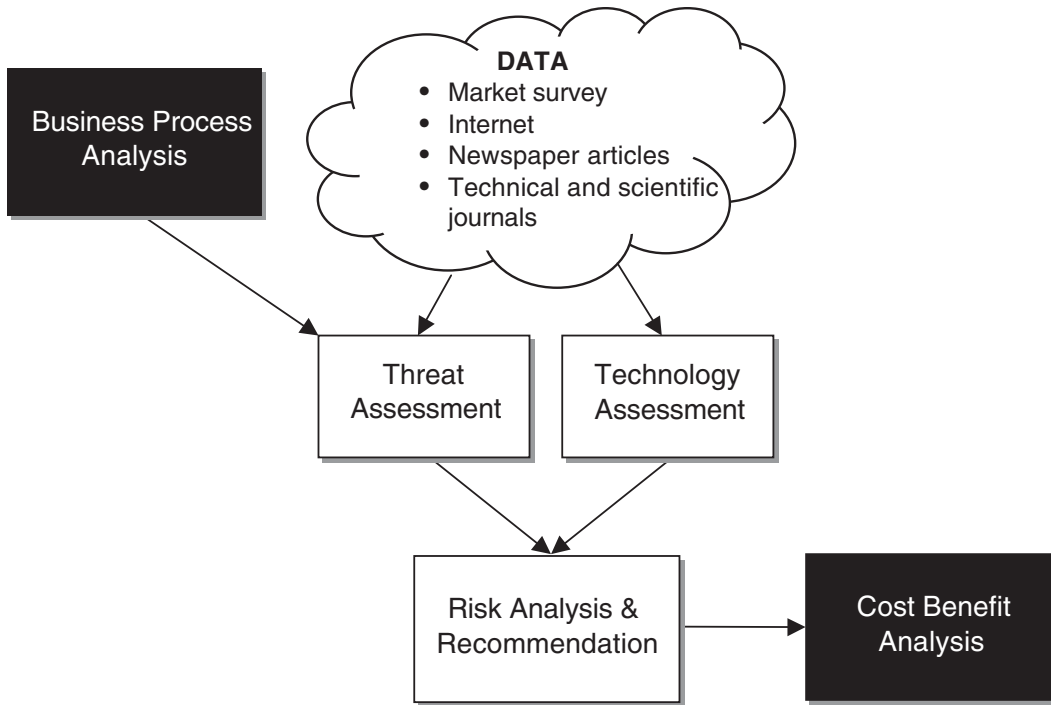 Business Process
Analysis
DATA
• Market survey
• Internet
• Newspaper articles
• Technical and scientific
journals
Threat
Assessment
Technology
Assessment
Risk Analysis &
Recommendation
Cost Benefit
Analysis